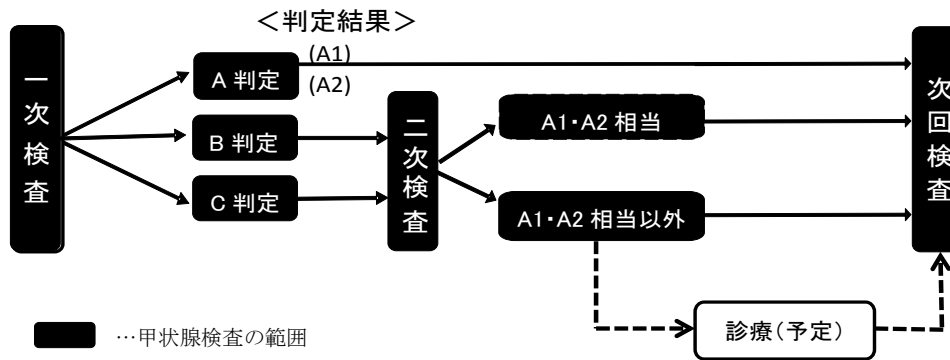 ＜判定結果＞
一次検査
A 判定
(A1)
(A2)
B 判定
C 判定
二次検査
A1・A2 相当
A1・A2 相当以外
次回検査
診療(予定)
…甲状腺検査の範囲